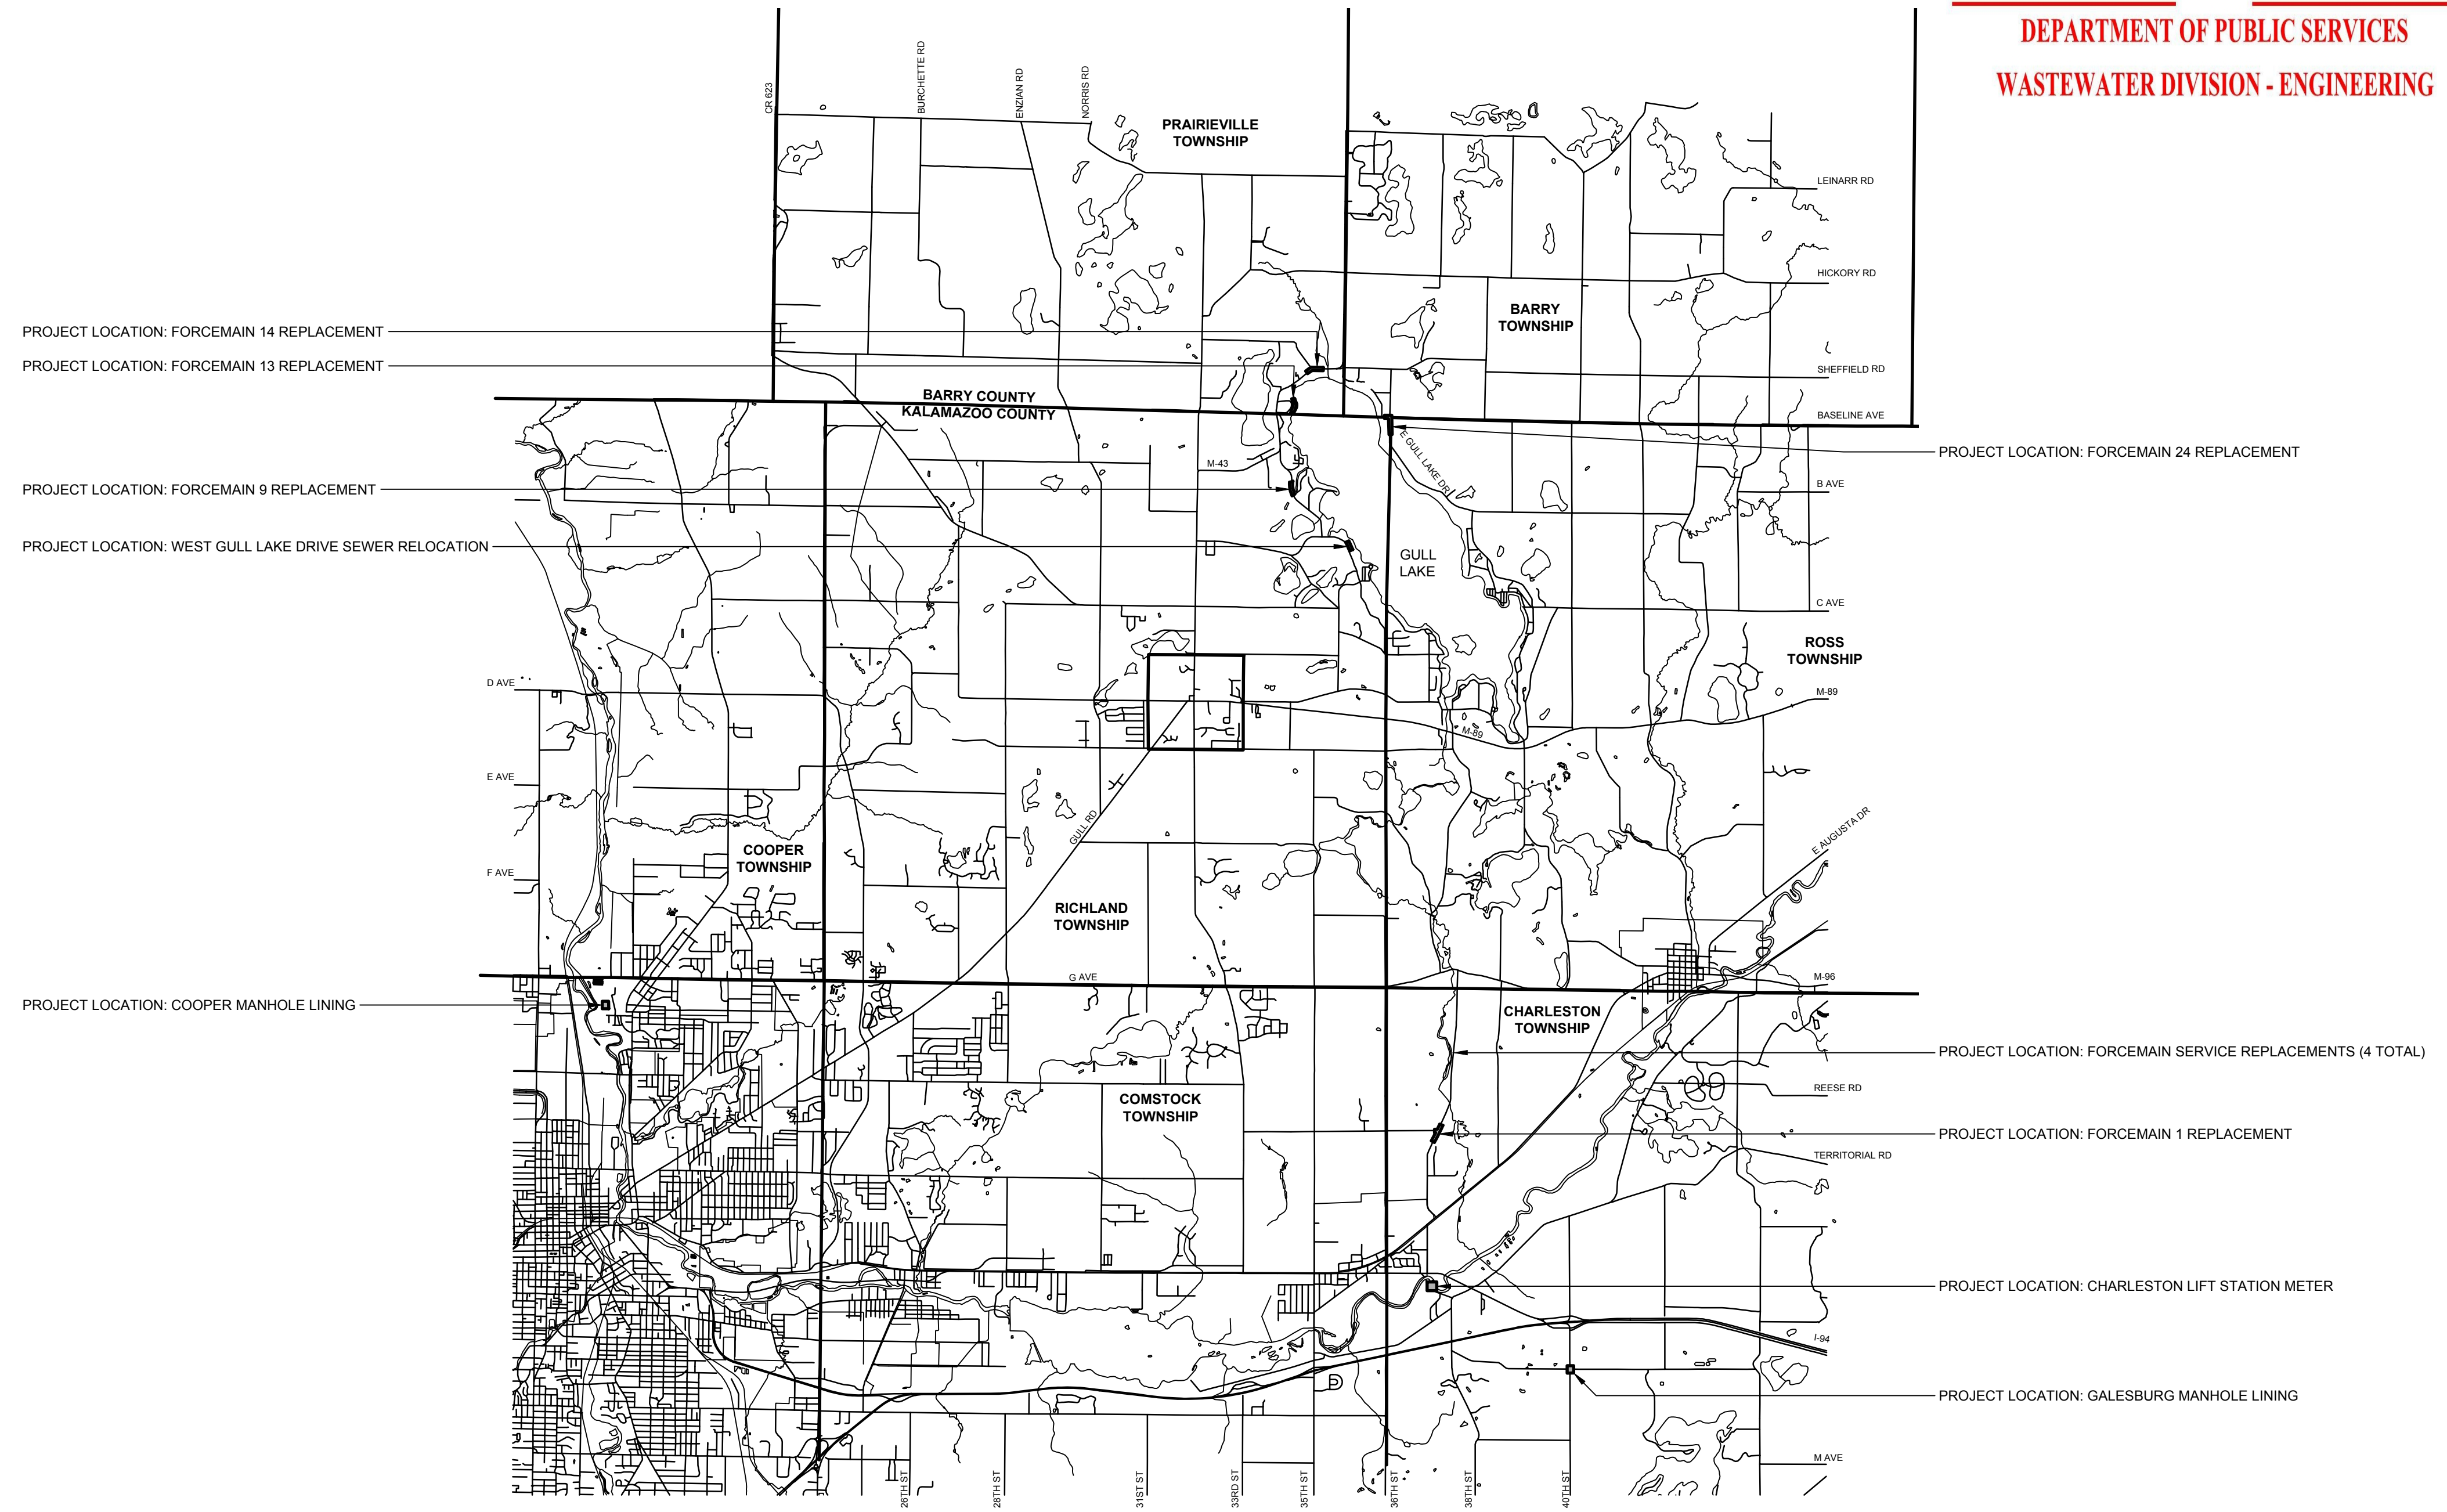 DEPARTMENT OF PUBLIC SERVICES
WASTEWATER DIVISION - ENGINEERING
CR 623
BURCHETTE RD
ENZIAN RD
NORRIS RD
PRAIRIEVILLE
TOWNSHIP
LEINARR RD
HICKORY RD
BARRY
TOWNSHIP
PROJECT LOCATION: FORCEMAIN 14 REPLACEMENT
PROJECT LOCATION: FORCEMAIN 13 REPLACEMENT
SHEFFIELD RD
BARRY COUNTY
KALAMAZOO COUNTY
BASELINE AVE
E GULL LAKE DR
PROJECT LOCATION: FORCEMAIN 24 REPLACEMENT
M-43
B AVE
PROJECT LOCATION: FORCEMAIN 9 REPLACEMENT
PROJECT LOCATION: WEST GULL LAKE DRIVE SEWER RELOCATION
GULL
LAKE
C AVE
ROSS
TOWNSHIP
D AVE
M-89
M-89
E AVE
GULL RD
E AUGUSTA DR
COOPER
TOWNSHIP
F AVE
RICHLAND
TOWNSHIP
G AVE
M-96
PROJECT LOCATION: COOPER MANHOLE LINING
CHARLESTON
TOWNSHIP
PROJECT LOCATION: FORCEMAIN SERVICE REPLACEMENTS (4 TOTAL)
REESE RD
COMSTOCK
TOWNSHIP
PROJECT LOCATION: FORCEMAIN 1 REPLACEMENT
TERRITORIAL RD
PROJECT LOCATION: CHARLESTON LIFT STATION METER
I-94
PROJECT LOCATION: GALESBURG MANHOLE LINING
M AVE
26TH ST
28TH ST
31ST ST
33RD ST
35TH ST
36TH ST
38TH ST
40TH ST